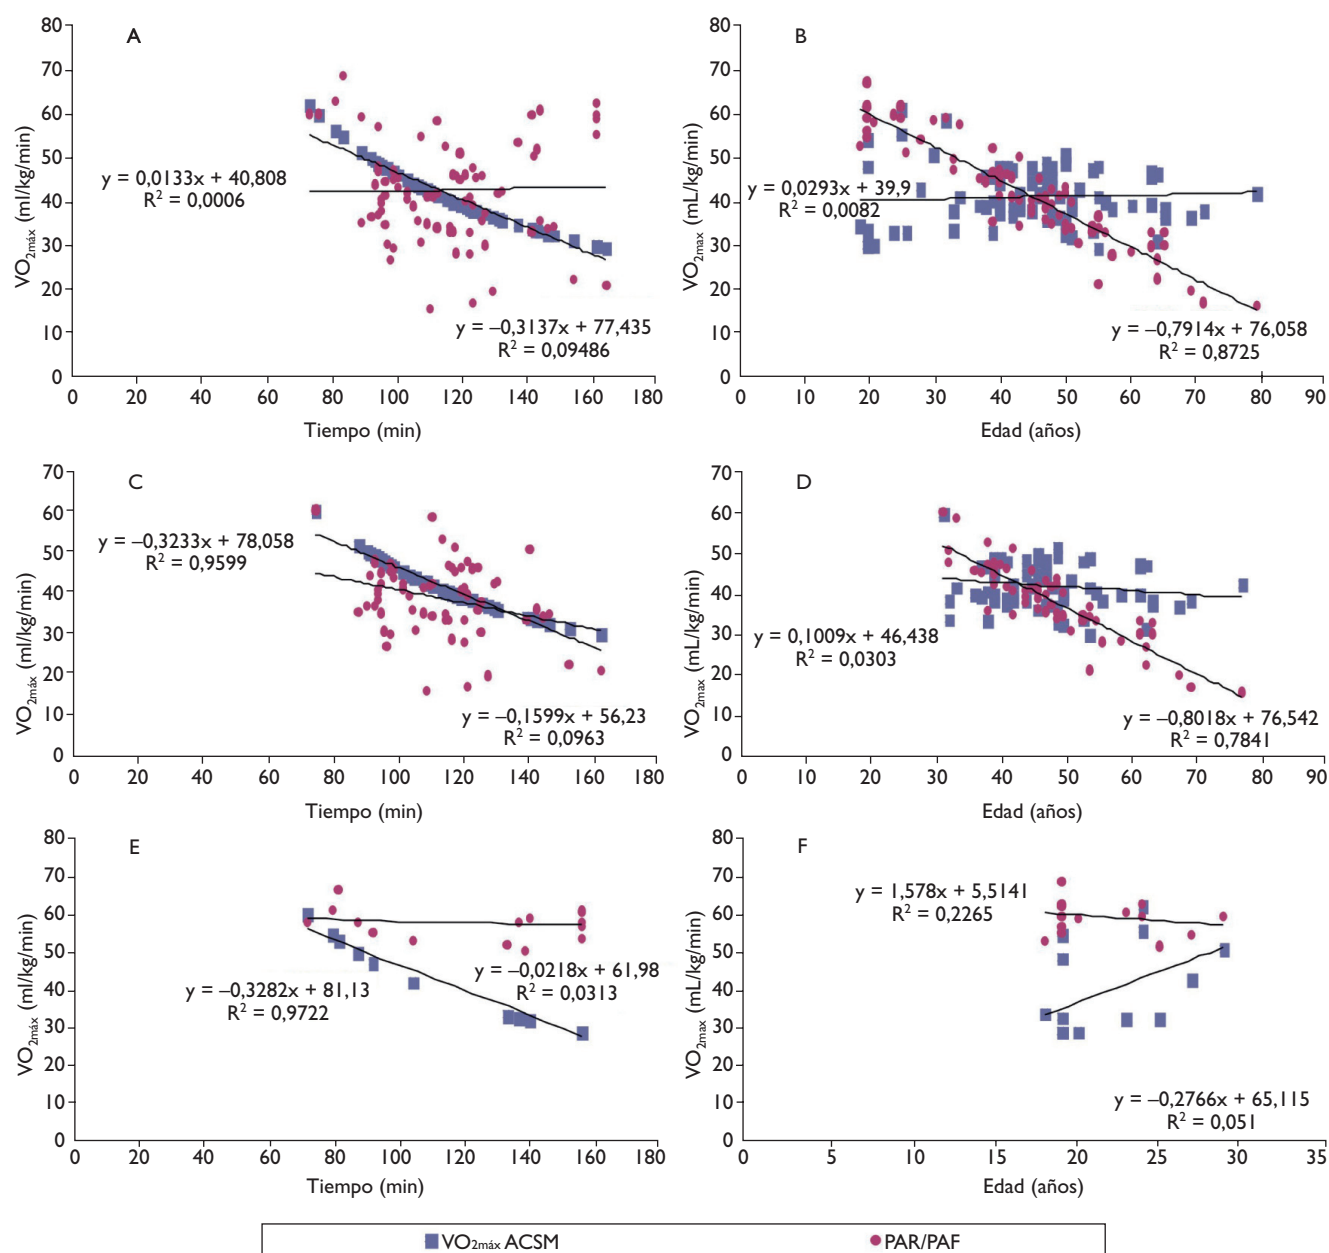 A
VO2máx (ml/kg/min)
80
70
60
50
40
30
20
10
0
y = 0,0133x + 40,808
R² = 0,0006
y = –0,3137x + 77,435
R² = 0,09486
0 20 40 60 80 100 120 140 160 180
Tiempo (min)
B
VO2max (mL/kg/min)
80
70
60
50
40
30
20
10
0
y = 0,0293x + 39,9
R² = 0,0082
y = –0,7914x + 76,058
R² = 0,8725
0 10 20 30 40 50 60 70 80 90
Edad (años)
C
VO2máx (ml/kg/min)
70
60
50
40
30
20
10
0
y = –0,3233x + 78,058
R² = 0,9599
y = –0,1599x + 56,23
R² = 0,0963
0 20 40 60 80 100 120 140 160 180
Tiempo (min)
D
VO2max (mL/kg/min)
70
60
50
40
30
20
10
0
y = 0,1009x + 46,438
R² = 0,0303
y = –0,8018x + 76,542
R² = 0,7841
0 10 20 30 40 50 60 70 80 90
Edad (años)
E
VO2máx (ml/kg/min)
80
70
60
50
40
30
20
10
0
y = –0,3282x + 81,13
R² = 0,9722
y = –0,0218x + 61,98
R² = 0,0313
0 20 40 60 80 100 120 140 160 180
Tiempo (min)
F
VO2max (mL/kg/min)
80
70
60
50
40
30
20
10
0
y = 1,578x + 5,5141
R² = 0,2265
y = –0,2766x + 65,115
R² = 0,051
0 5 10 15 20 25 30 35
Edad (años)
VO2máx ACSM
PAR/PAF